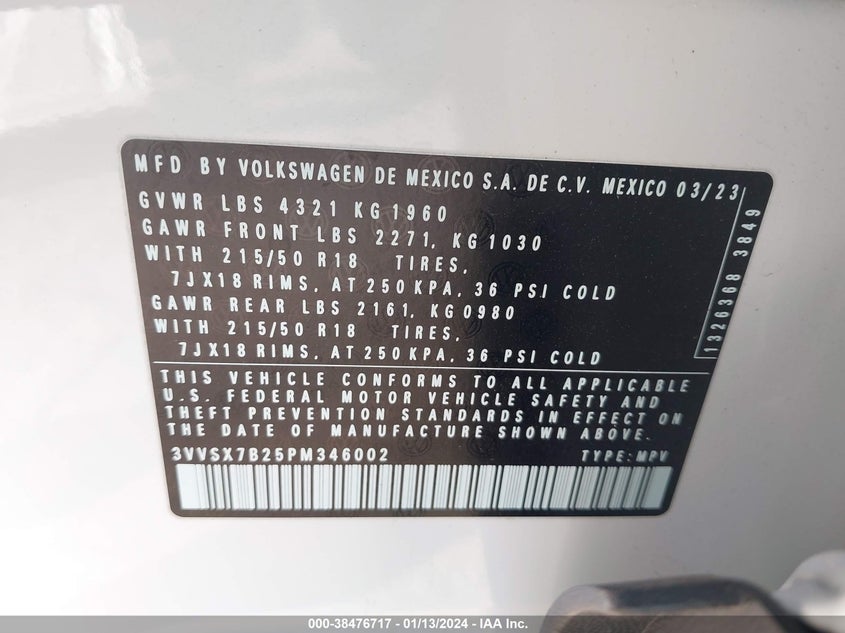 MFD BY VOLKSWAGEN DE MEXICO S.A. DE C.V. MEXICO 03/23
GVWR LBS 4321 KG 1960
GAWR FRONT LBS 2271, KG 1030
WITH 215/50 R18 TIRES,
7JX18 RIMS, AT 250 KPA, 36 PSI COLD
GAWR REAR LBS 2161, KG 0980
WITH 215/50 R18 TIRES,
7JX18 RIMS, AT 250 KPA, 36 PSI COLD
1326368 3849
THIS VEHICLE CONFORMS TO ALL APPLICABLE
U.S. FEDERAL MOTOR VEHICLE SAFETY AND
THEFT PREVENTION STANDARDS IN EFFECT ON
THE DATE OF MANUFACTURE SHOWN ABOVE.
3VVSX7B25PM346002 TYPE: MPV
000-38476717 - 01/13/2024 - IAA Inc.